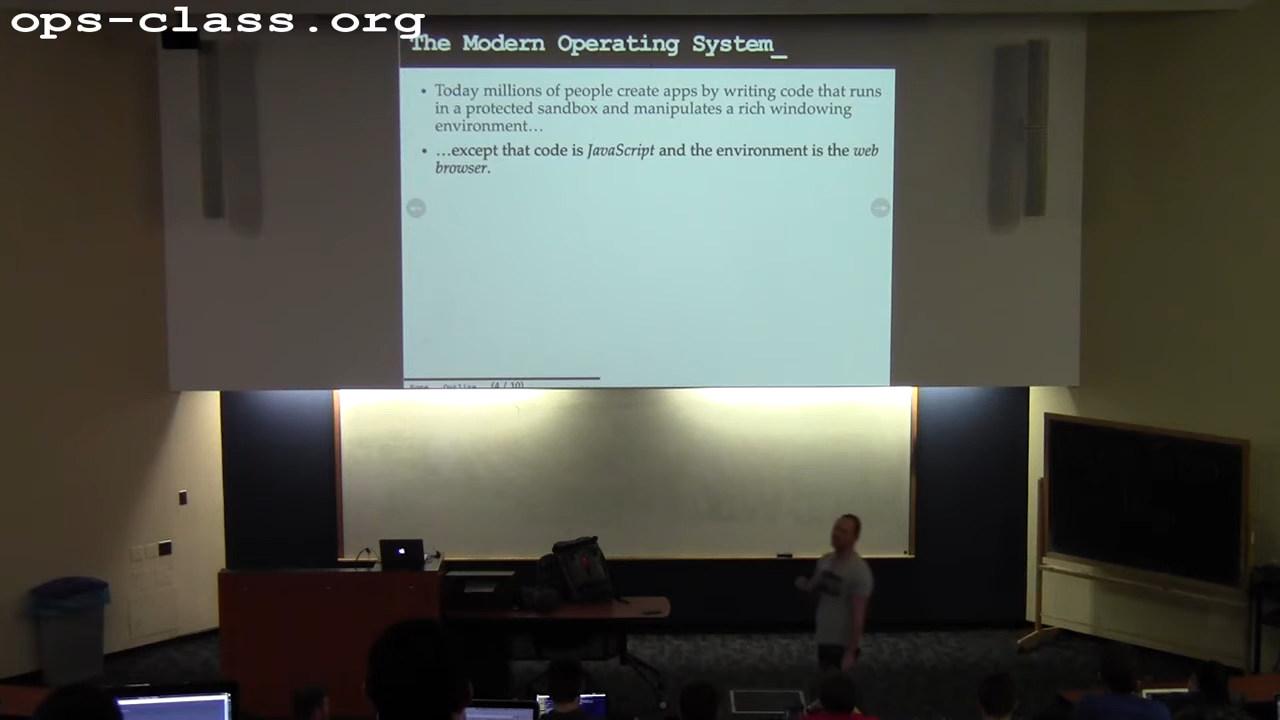 ops-class.org
The Modern Operating System_
• Today millions of people create apps by writing code that runs
in a protected sandbox and manipulates a rich windowing
environment…
• …except that code is JavaScript and the environment is the web
browser.
(4 / 10)